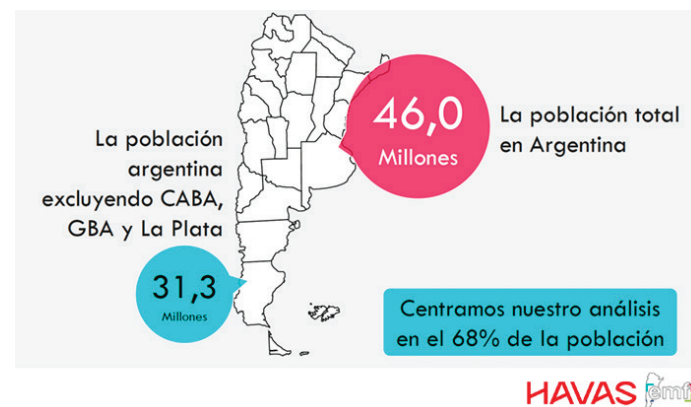 46,0
Millones
La población total
en Argentina
La población
argentina
excluyendo CABA,
GBA y La Plata
31,3
Millones
Centramos nuestro análisis
en el 68% de la población
HAVAS